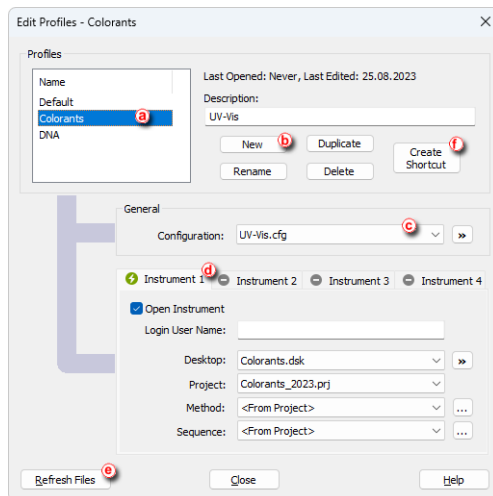 Edit Profiles - Colorants
Profiles
Name
Default
Colorants a
DNA
Last Opened: Never, Last Edited: 25.08.2023
Description:
UV-Vis
New b Duplicate
Rename Delete
Create Shortcut f
General
Configuration: UV-Vis.cfg c »
Instrument 1 d Instrument 2 Instrument 3 Instrument 4
Open Instrument
Login User Name:
Desktop: Colorants.dsk »
Project: Colorants_2023.prj
Method: <From Project> ...
Sequence: <From Project> ...
Refresh Files e Close Help